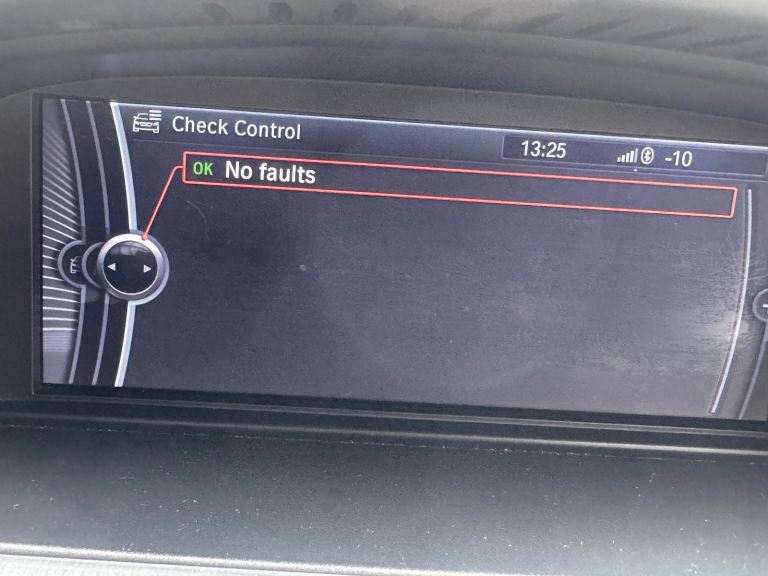 Check Control
13:25
-10
OK No faults